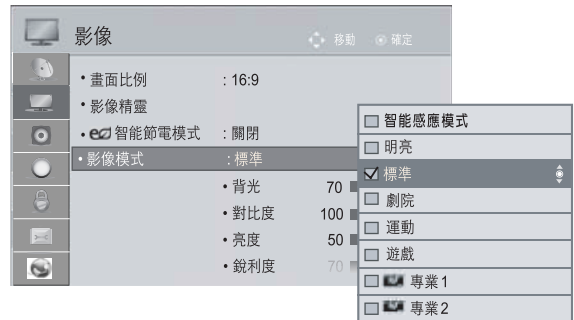 影像
移動 確定
• 畫面比例 : 16:9
• 影像精靈
• 智能節電模式 : 關閉
• 影像模式 : 標準
• 背光 70
• 對比度 100
• 亮度 50
• 銳利度 70
智能感應模式
明亮
標準
劇院
運動
遊戲
專業1
專業2